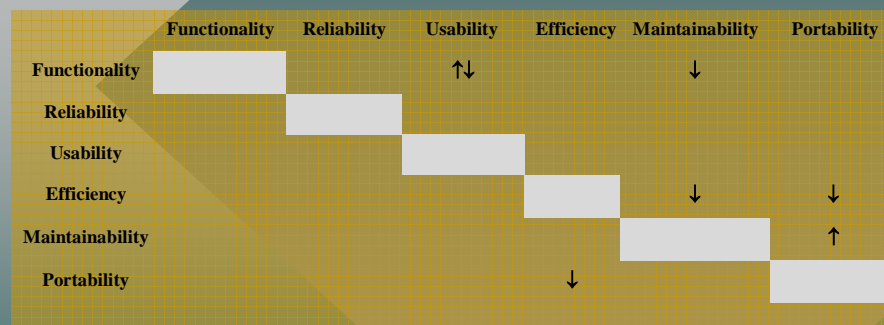 Functionality Reliability Usability Efficiency Maintainability Portability
Functionality ↑↓ ↓
Reliability
Usability
Efficiency ↓ ↓
Maintainability ↑
Portability ↓